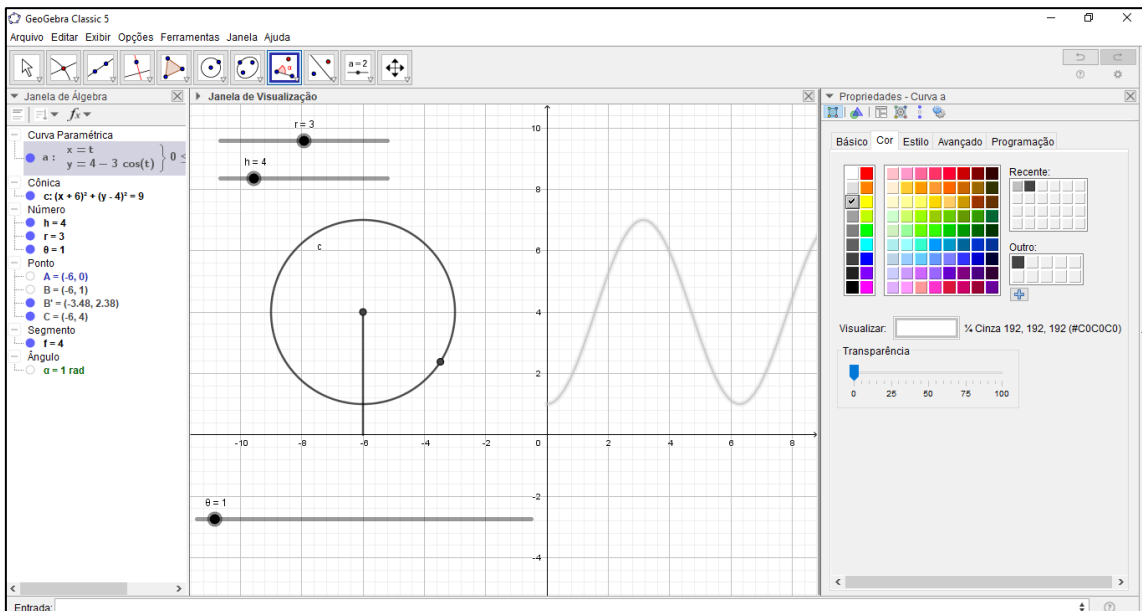 GeoGebra Classic 5
Arquivo Editar Exibir Opções Ferramentas Janela Ajuda
a = 2
Janela de Álgebra
Janela de Visualização
Propriedades - Curva a
fx
Curva Paramétrica
a : x = t
y = 4 − 3 cos(t) } 0 ≤
Cônica
c: (x + 6)² + (y - 4)² = 9
Número
h = 4
r = 3
θ = 1
Ponto
A = (-6, 0)
B = (-6, 1)
B' = (-3.48, 2.38)
C = (-6, 4)
Segmento
f = 4
Ângulo
α = 1 rad
r = 3
h = 4
c
θ = 1
10
8
6
4
2
-10 -8 -6 -4 -2 0 2 4 6 8
-2
-4
Básico Cor Estilo Avançado Programação
Recente:
Outro:
Visualizar: ¼ Cinza 192, 192, 192 (#C0C0C0)
Transparência
0 25 50 75 100
Entrada: